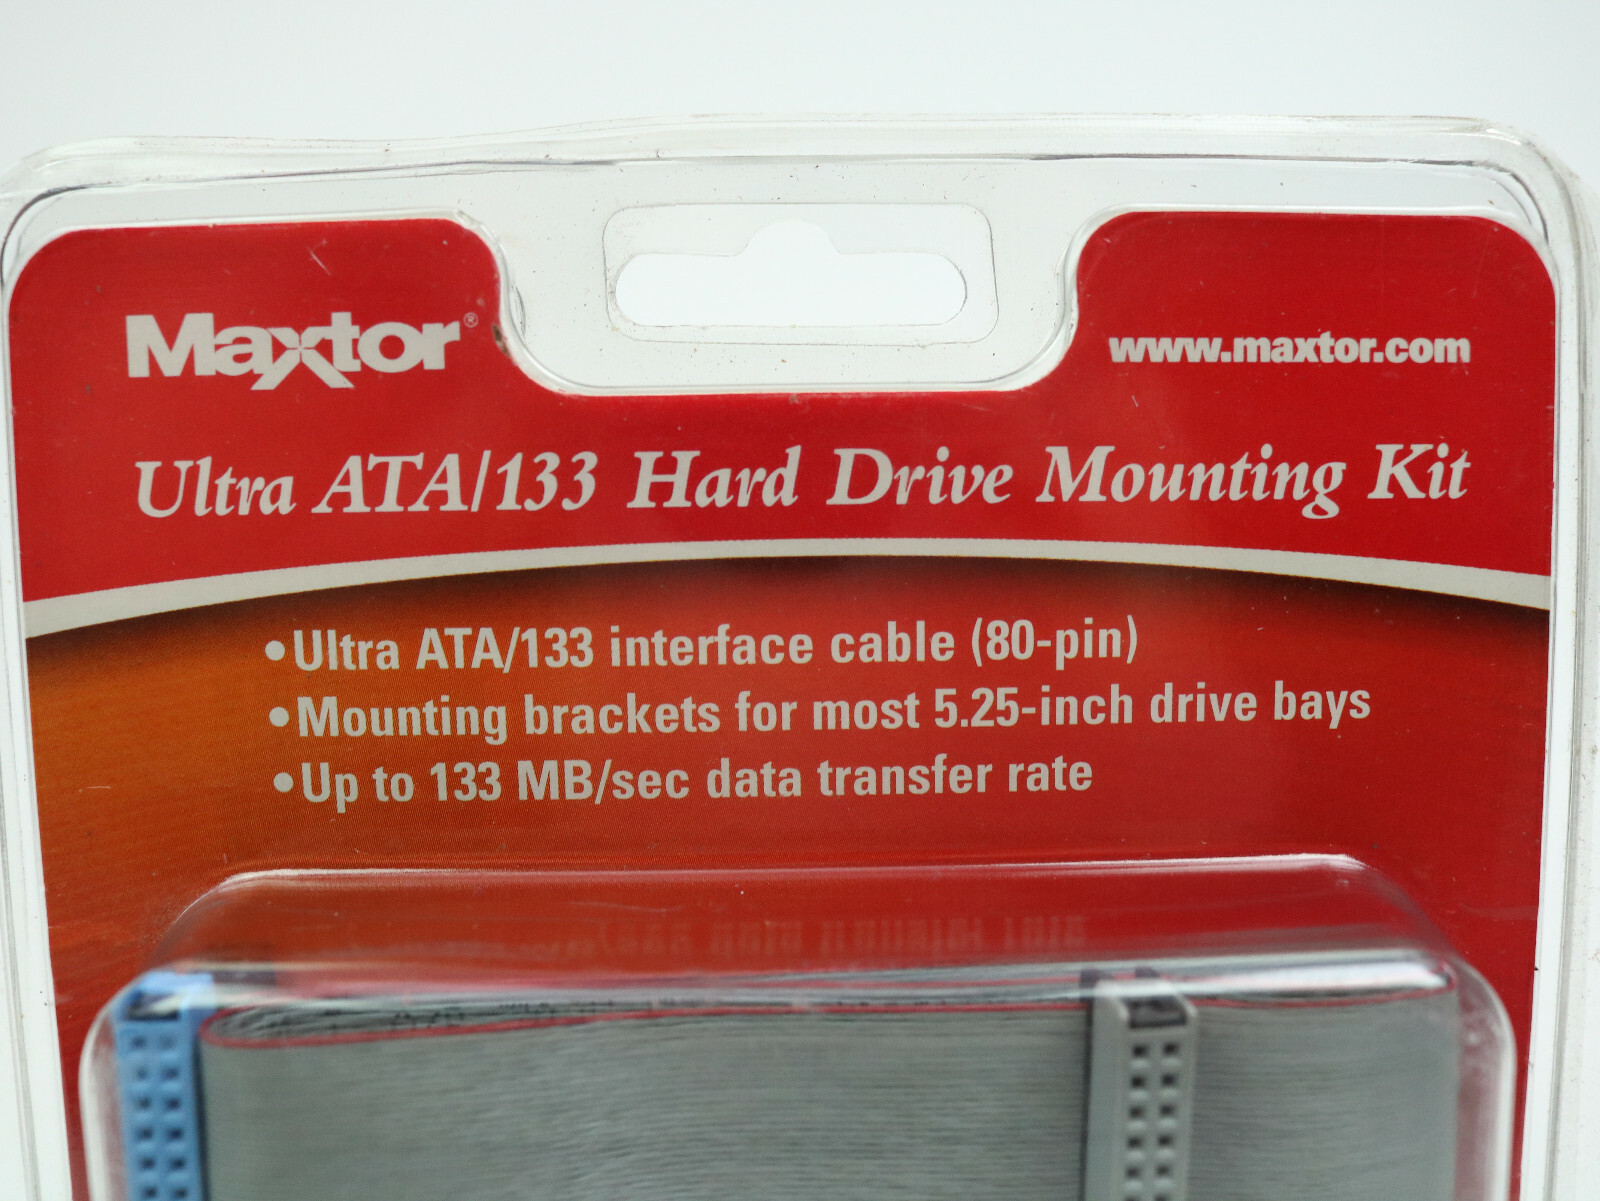 Maxtor®
www.maxtor.com
Ultra ATA/133 Hard Drive Mounting Kit
•Ultra ATA/133 interface cable (80-pin)
•Mounting brackets for most 5.25-inch drive bays
•Up to 133 MB/sec data transfer rate